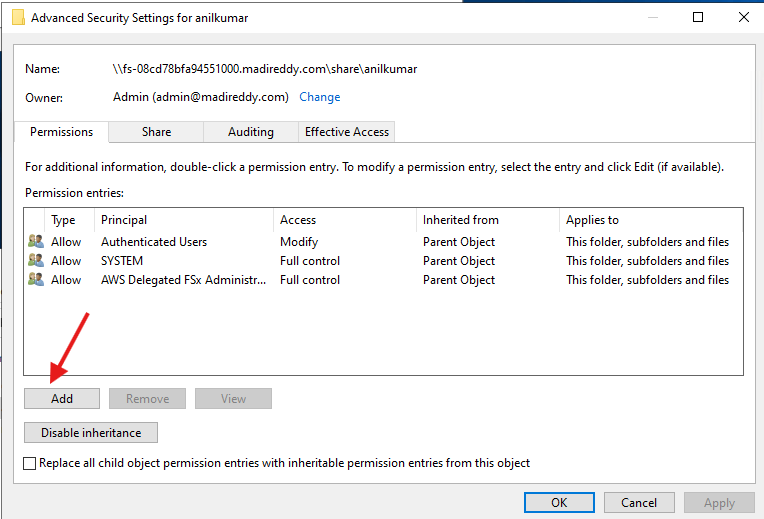 Advanced Security Settings for anilkumar
Name: \\fs-08cd78bfa94551000.madireddy.com\share\anilkumar
Owner: Admin (admin@madireddy.com) Change
Permissions Share Auditing Effective Access
For additional information, double-click a permission entry. To modify a permission entry, select the entry and click Edit (if available).
Permission entries:
Type Principal Access Inherited from Applies to
Allow Authenticated Users Modify Parent Object This folder, subfolders and files
Allow SYSTEM Full control Parent Object This folder, subfolders and files
Allow AWS Delegated FSx Administr... Full control Parent Object This folder, subfolders and files
Add Remove View
Disable inheritance
Replace all child object permission entries with inheritable permission entries from this object
OK Cancel Apply